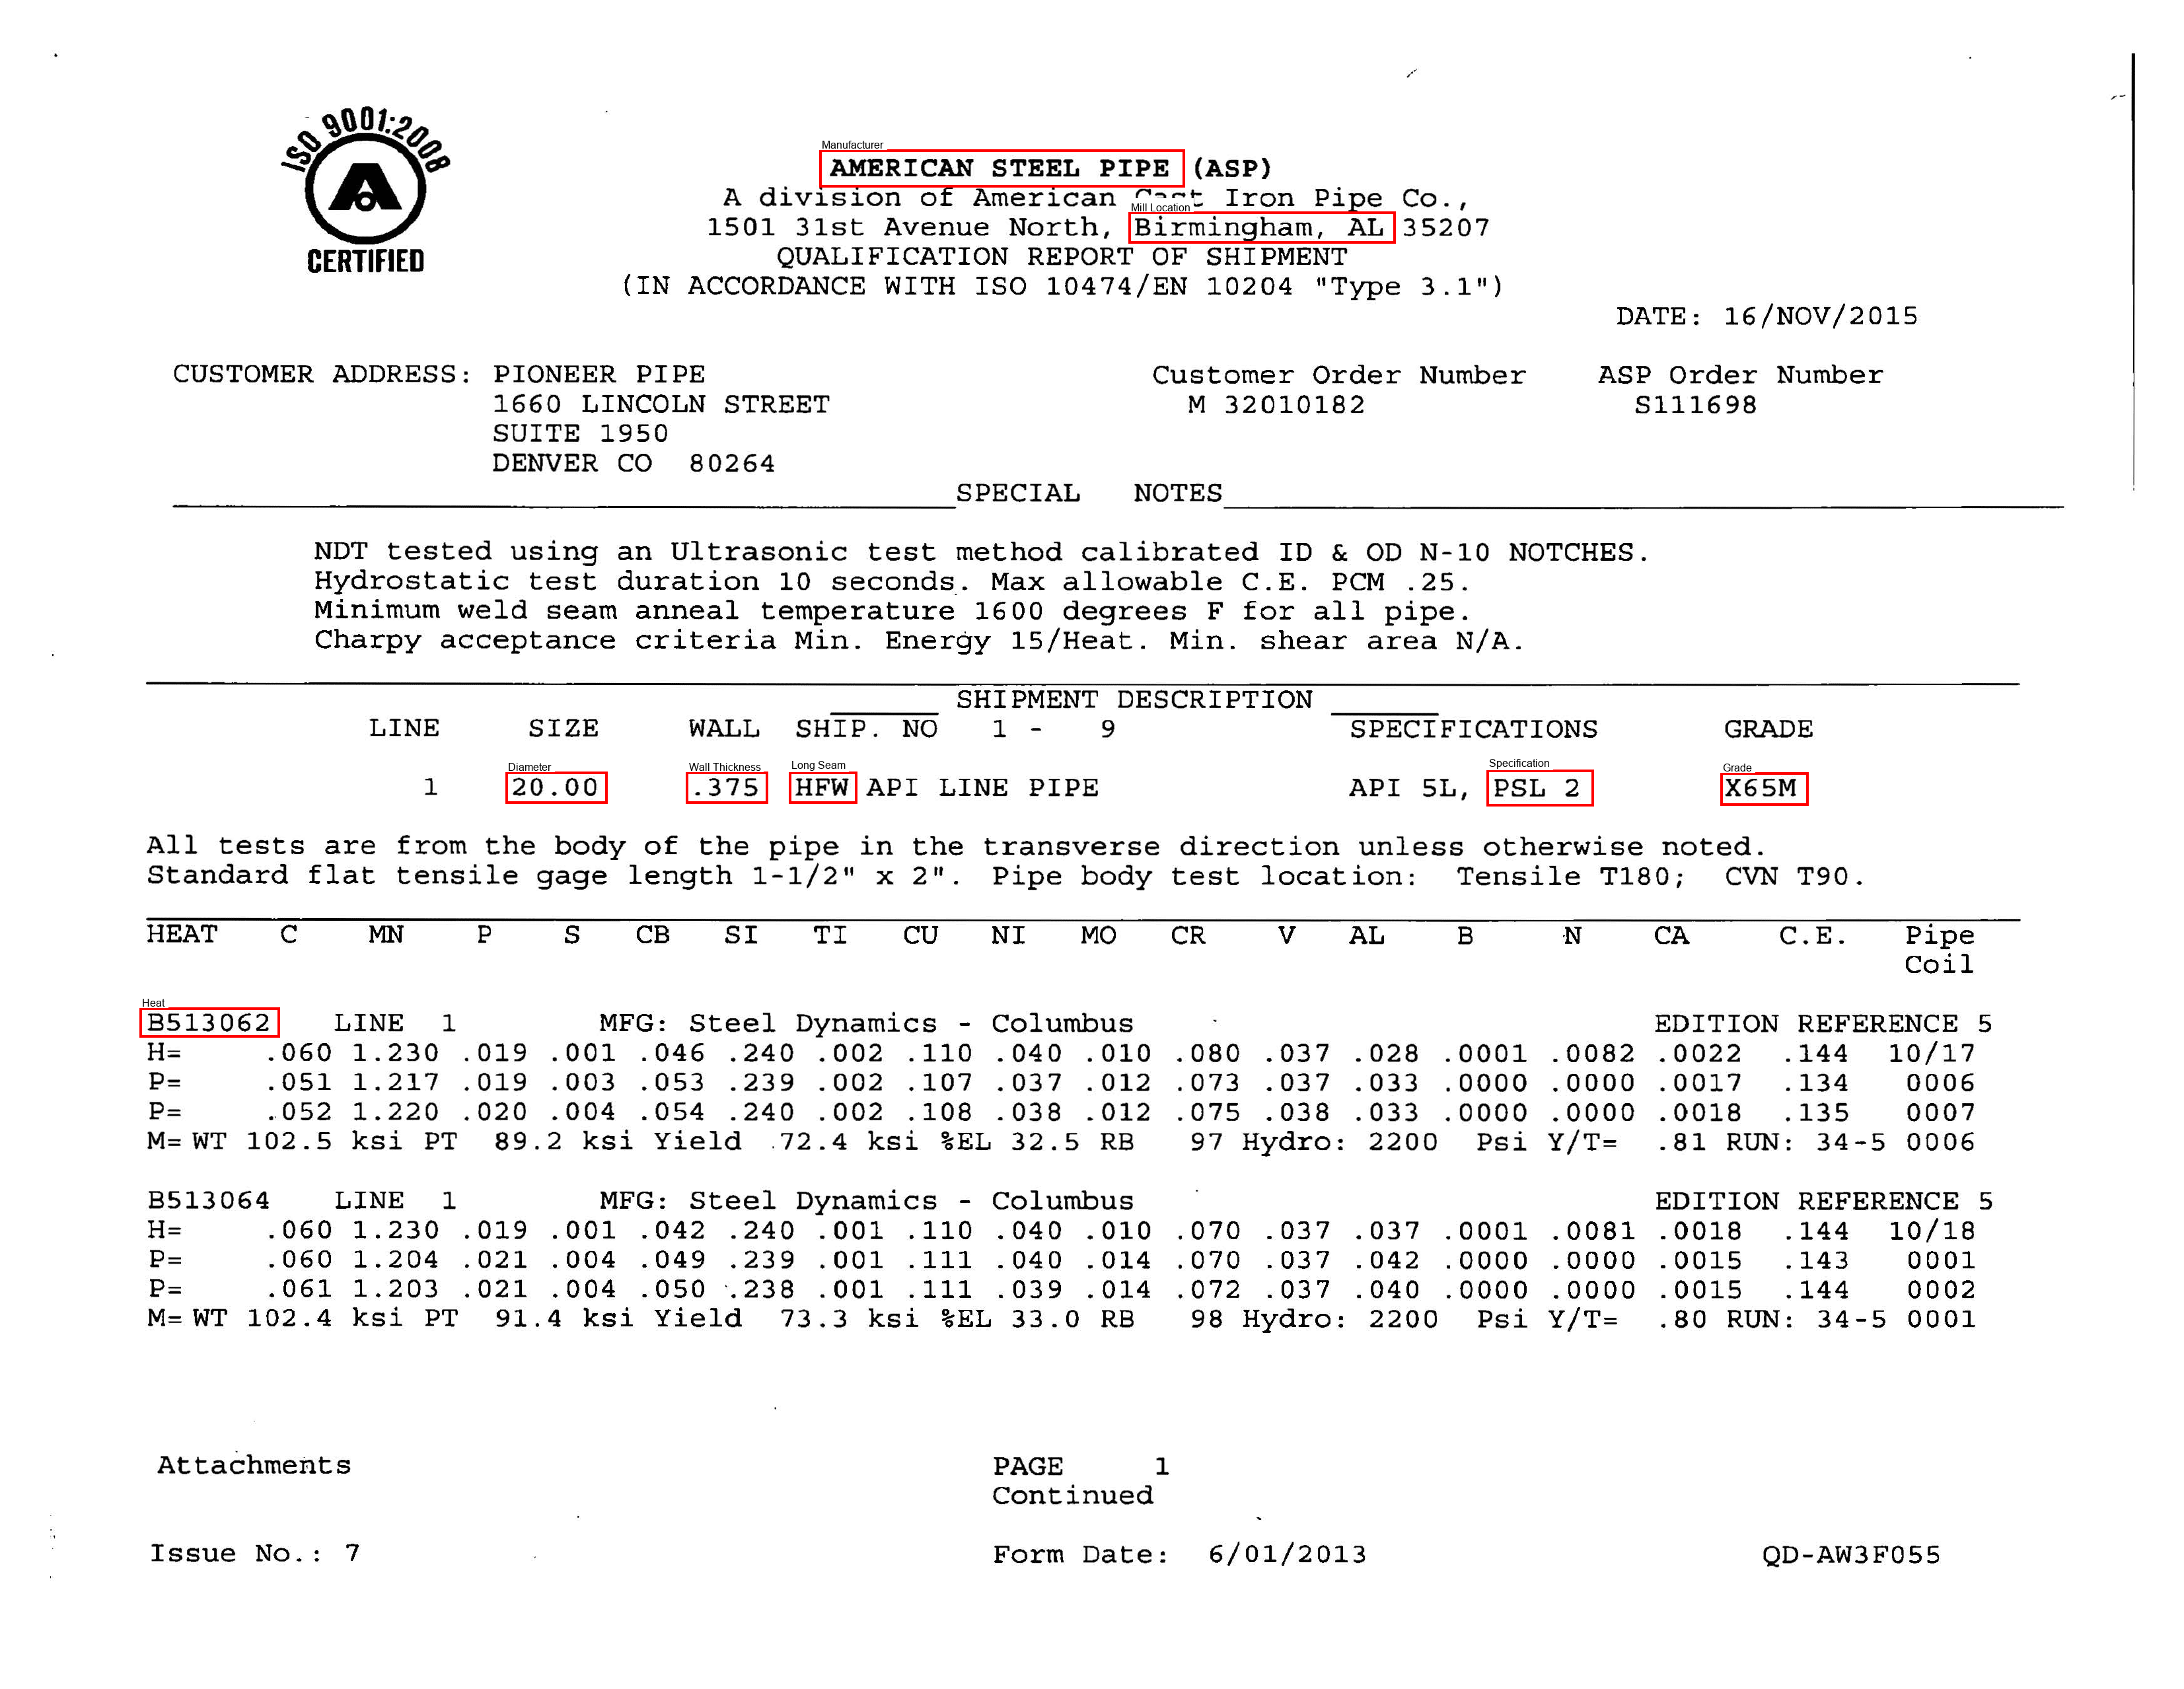 ISO 9001:2008
A
CERTIFIED
Manufacturer
AMERICAN STEEL PIPE (ASP)
A division of American Cast Iron Pipe Co.,
Mill Location
1501 31st Avenue North, Birmingham, AL 35207
QUALIFICATION REPORT OF SHIPMENT
(IN ACCORDANCE WITH ISO 10474/EN 10204 "Type 3.1")
DATE: 16/NOV/2015
CUSTOMER ADDRESS: PIONEER PIPE Customer Order Number ASP Order Number
1660 LINCOLN STREET M 32010182 S111698
SUITE 1950
DENVER CO 80264
SPECIAL NOTES
NDT tested using an Ultrasonic test method calibrated ID & OD N-10 NOTCHES.
Hydrostatic test duration 10 seconds. Max allowable C.E. PCM .25.
Minimum weld seam anneal temperature 1600 degrees F for all pipe.
Charpy acceptance criteria Min. Energy 15/Heat. Min. shear area N/A.
SHIPMENT DESCRIPTION
LINE SIZE WALL SHIP. NO 1 - 9 SPECIFICATIONS GRADE
Diameter Wall Thickness Long Seam Specification Grade
1 20.00 .375 HFW API LINE PIPE API 5L, PSL 2 X65M
All tests are from the body of the pipe in the transverse direction unless otherwise noted.
Standard flat tensile gage length 1-1/2" x 2". Pipe body test location: Tensile T180; CVN T90.
HEAT C MN P S CB SI TI CU NI MO CR V AL B N CA C.E. Pipe
Coil
Heat
B513062 LINE 1 MFG: Steel Dynamics - Columbus EDITION REFERENCE 5
H= .060 1.230 .019 .001 .046 .240 .002 .110 .040 .010 .080 .037 .028 .0001 .0082 .0022 .144 10/17
P= .051 1.217 .019 .003 .053 .239 .002 .107 .037 .012 .073 .037 .033 .0000 .0000 .0017 .134 0006
P= .052 1.220 .020 .004 .054 .240 .002 .108 .038 .012 .075 .038 .033 .0000 .0000 .0018 .135 0007
M= WT 102.5 ksi PT 89.2 ksi Yield 72.4 ksi %EL 32.5 RB 97 Hydro: 2200 Psi Y/T= .81 RUN: 34-5 0006
B513064 LINE 1 MFG: Steel Dynamics - Columbus EDITION REFERENCE 5
H= .060 1.230 .019 .001 .042 .240 .001 .110 .040 .010 .070 .037 .037 .0001 .0081 .0018 .144 10/18
P= .060 1.204 .021 .004 .049 .239 .001 .111 .040 .014 .070 .037 .042 .0000 .0000 .0015 .143 0001
P= .061 1.203 .021 .004 .050 .238 .001 .111 .039 .014 .072 .037 .040 .0000 .0000 .0015 .144 0002
M= WT 102.4 ksi PT 91.4 ksi Yield 73.3 ksi %EL 33.0 RB 98 Hydro: 2200 Psi Y/T= .80 RUN: 34-5 0001
Attachments PAGE 1
Continued
Issue No.: 7 Form Date: 6/01/2013 QD-AW3F055